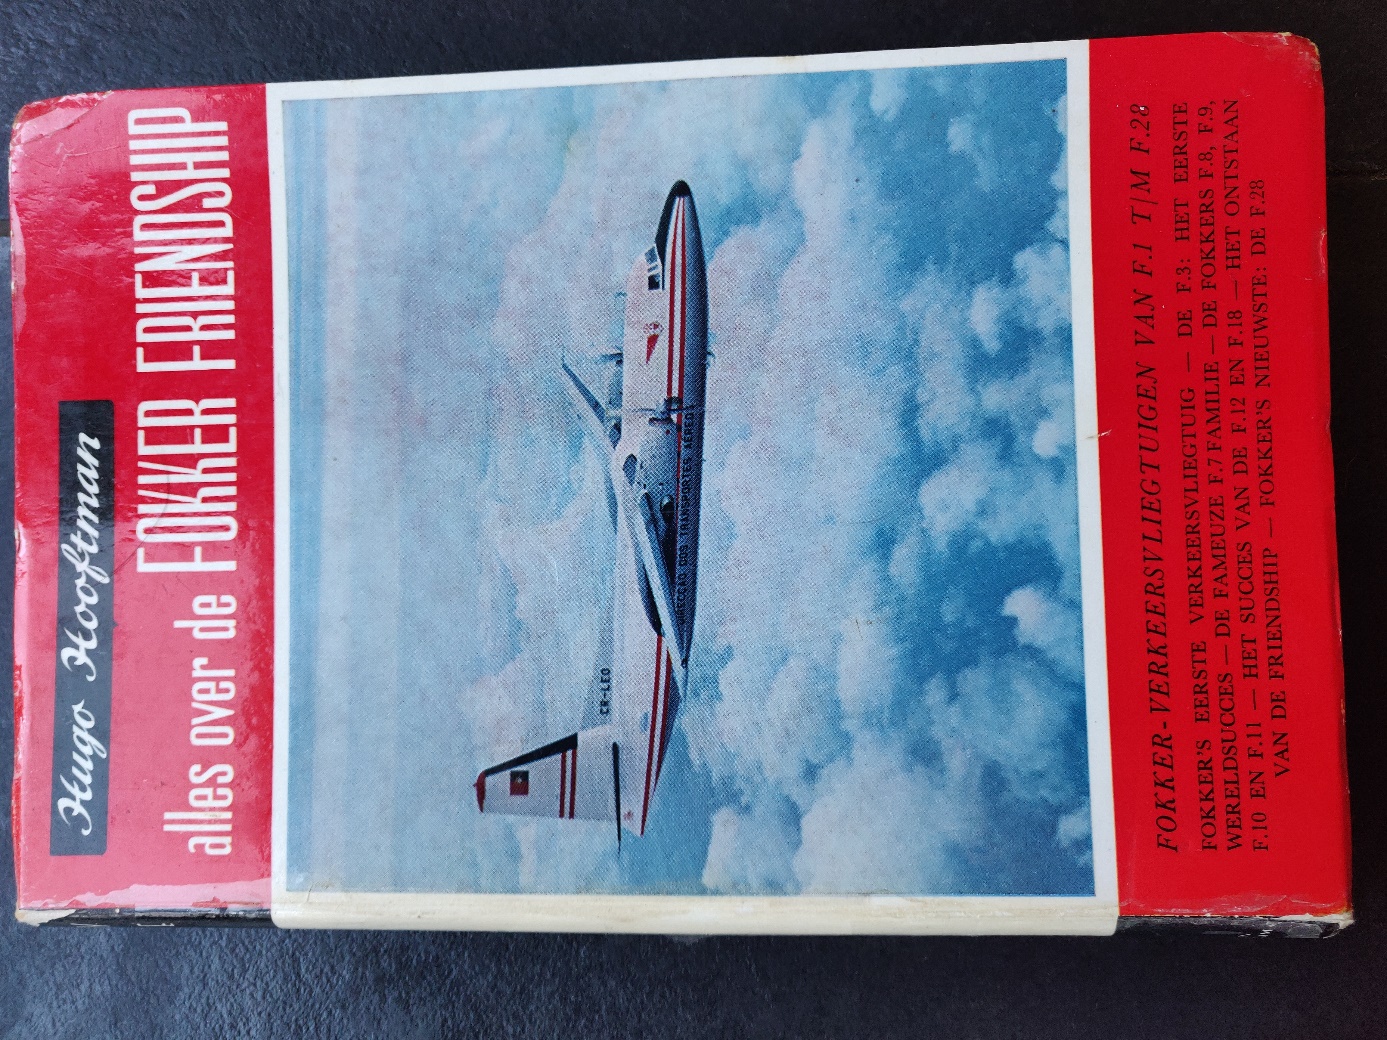 Hugo Hooftman
alles over de FOKKER FRIENDSHIP
CR-LEO
TRANSPORTES AEREOS
FOKKER-VERKEERSVLIEGTUIGEN VAN F.1 T|M F.28
FOKKER'S EERSTE VERKEERSVLIEGTUIG — DE F.3: HET EERSTE
WERELDSUCCES — DE FAMEUZE F.7 FAMILIE — DE FOKKERS F.8, F.9,
F.10 EN F.11 — HET SUCCES VAN DE F.12 EN F.18 — HET ONTSTAAN
VAN DE FRIENDSHIP — FOKKER'S NIEUWSTE: DE F.28